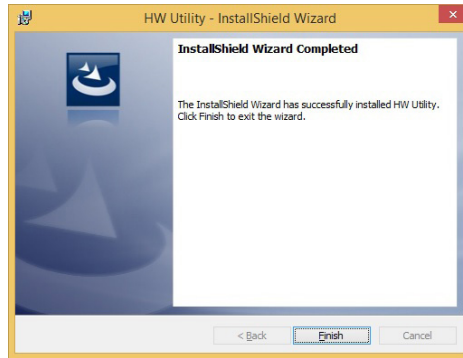 HW Utility - InstallShield Wizard
InstallShield Wizard Completed
The InstallShield Wizard has successfully installed HW Utility.
Click Finish to exit the wizard.
< Back
Finish
Cancel